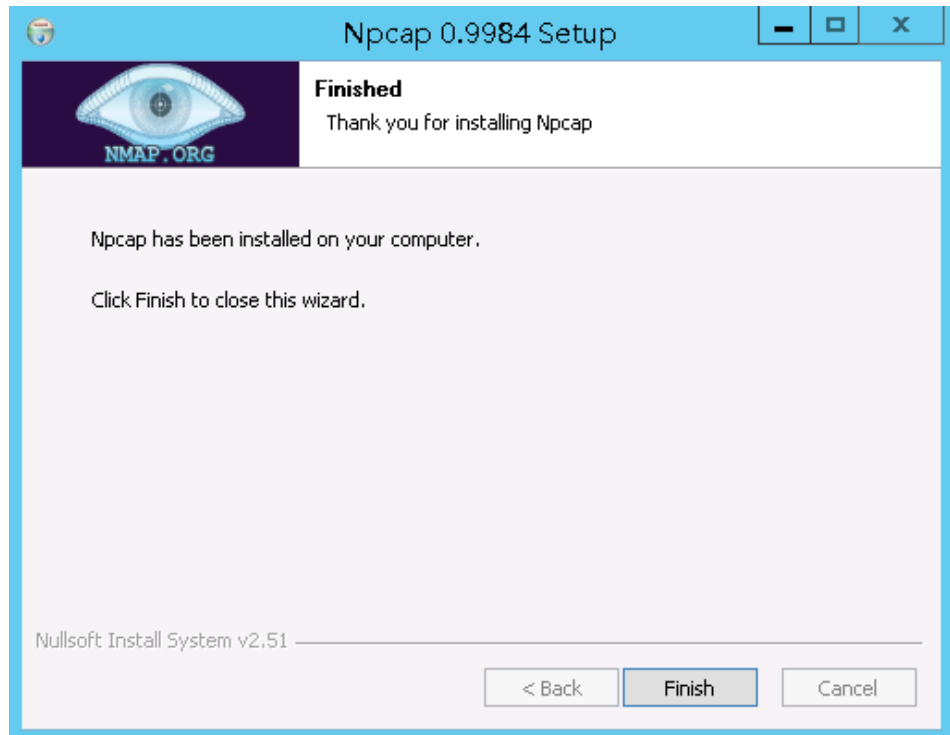 Npcap 0.9984 Setup
NMAP.ORG
Finished
Thank you for installing Npcap
Npcap has been installed on your computer.
Click Finish to close this wizard.
Nullsoft Install System v2.51
< Back
Finish
Cancel